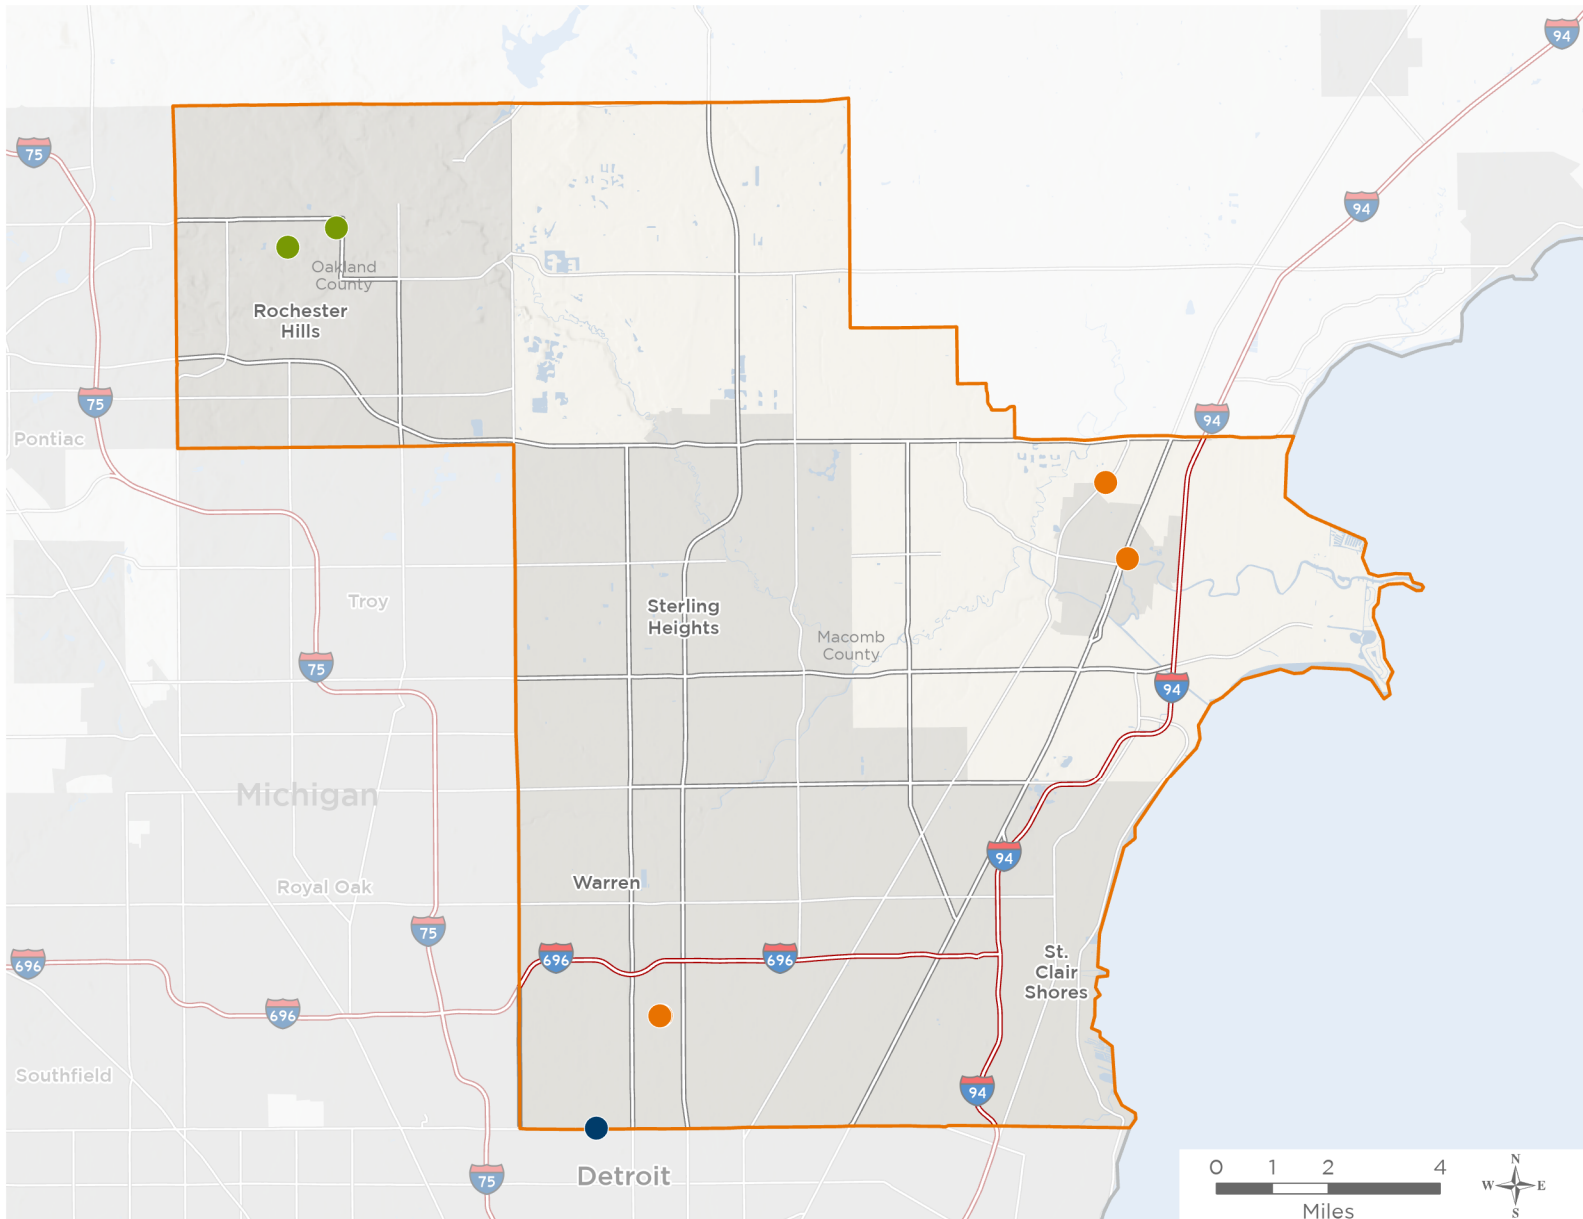 94
75
94
Oakland
County
Rochester
Hills
75
94
Pontiac
Sterling
Heights
Troy
Macomb
County
75
94
Michigan
94
Warren
Royal Oak
75
696
696
696
St.
Clair
Shores
696
Southfield
94
75
Detroit
0 1 2 4
Miles
N
W E
S